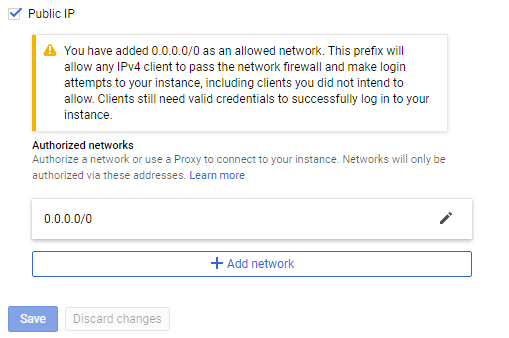 Public IP
You have added 0.0.0.0/0 as an allowed network. This prefix will
allow any IPv4 client to pass the network firewall and make login
attempts to your instance, including clients you did not intend to
allow. Clients still need valid credentials to successfully log in to your
instance.
Authorized networks
Authorize a network or use a Proxy to connect to your instance. Networks will only be
authorized via these addresses. Learn more
0.0.0.0/0
+ Add network
Save Discard changes